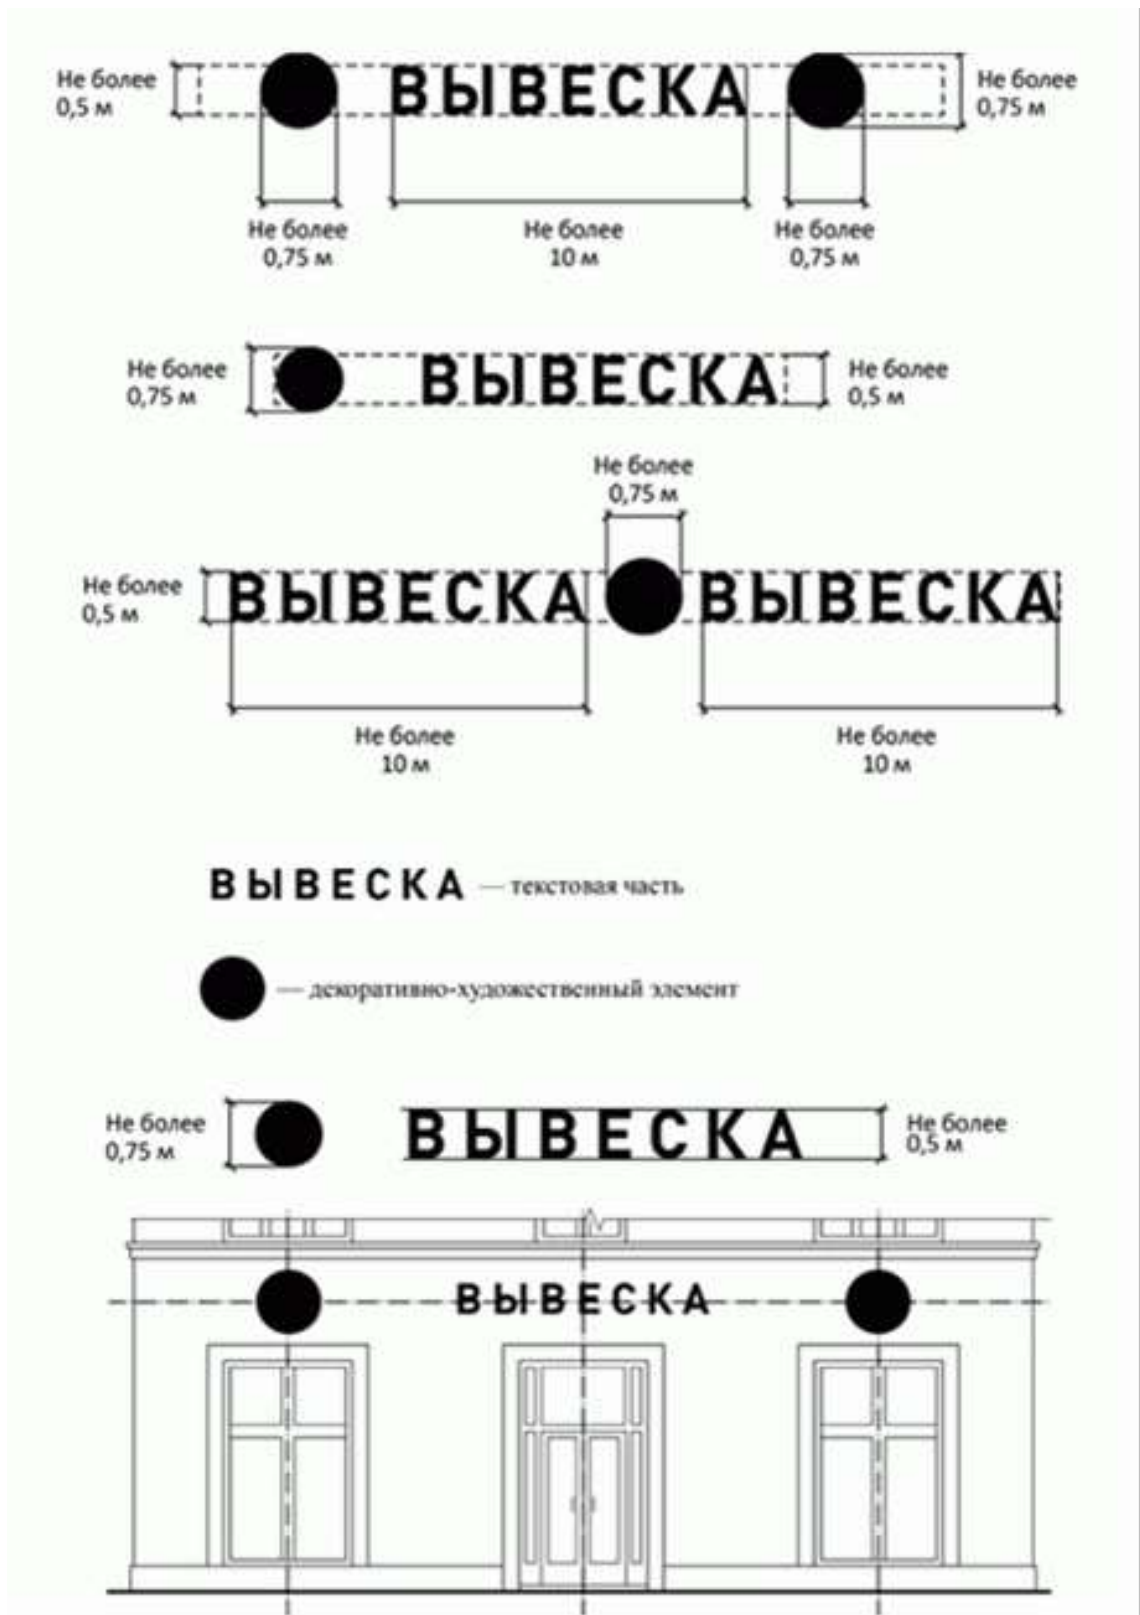 Не более
0,5 м
ВЫВЕСКА
Не более
0,75 м
Не более
0,75 м
Не более
10 м
Не более
0,75 м
Не более
0,75 м
ВЫВЕСКА
Не более
0,5 м
Не более
0,75 м
Не более
0,5 м
ВЫВЕСКА
ВЫВЕСКА
Не более
10 м
Не более
10 м
ВЫВЕСКА — текстовая часть
— декоративно-художественный элемент
Не более
0,75 м
ВЫВЕСКА
Не более
0,5 м
ВЫВЕСКА